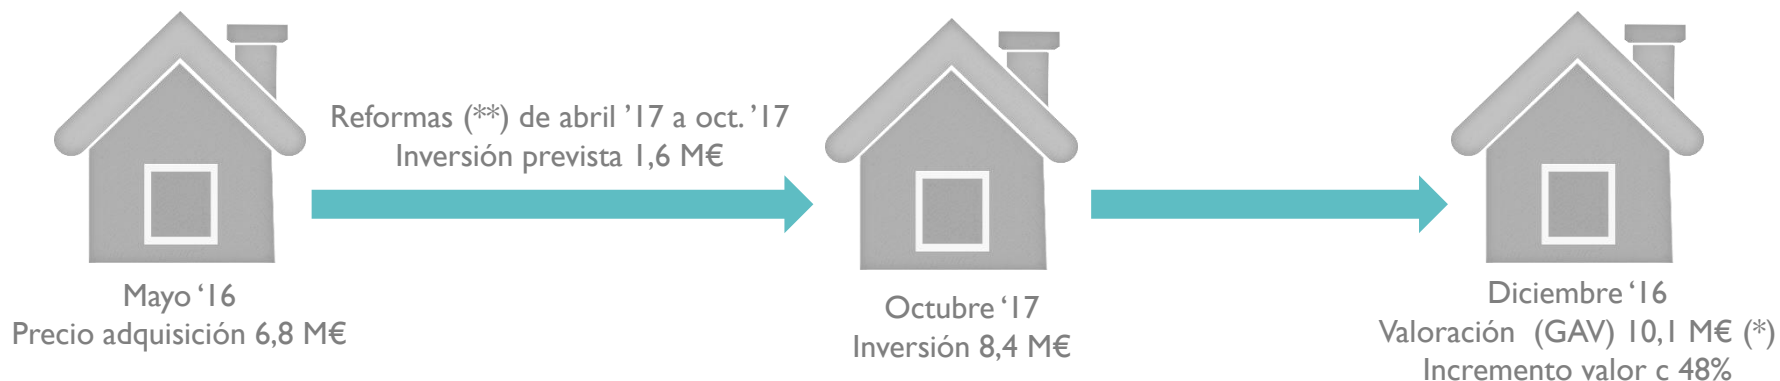 Reformas (**) de abril ’17 a oct. ’17
Inversión prevista 1,6 M€
Mayo ‘16
Precio adquisición 6,8 M€
Octubre ‘17
Inversión 8,4 M€
Diciembre ‘16
Valoración (GAV) 10,1 M€ (*)
Incremento valor c 48%